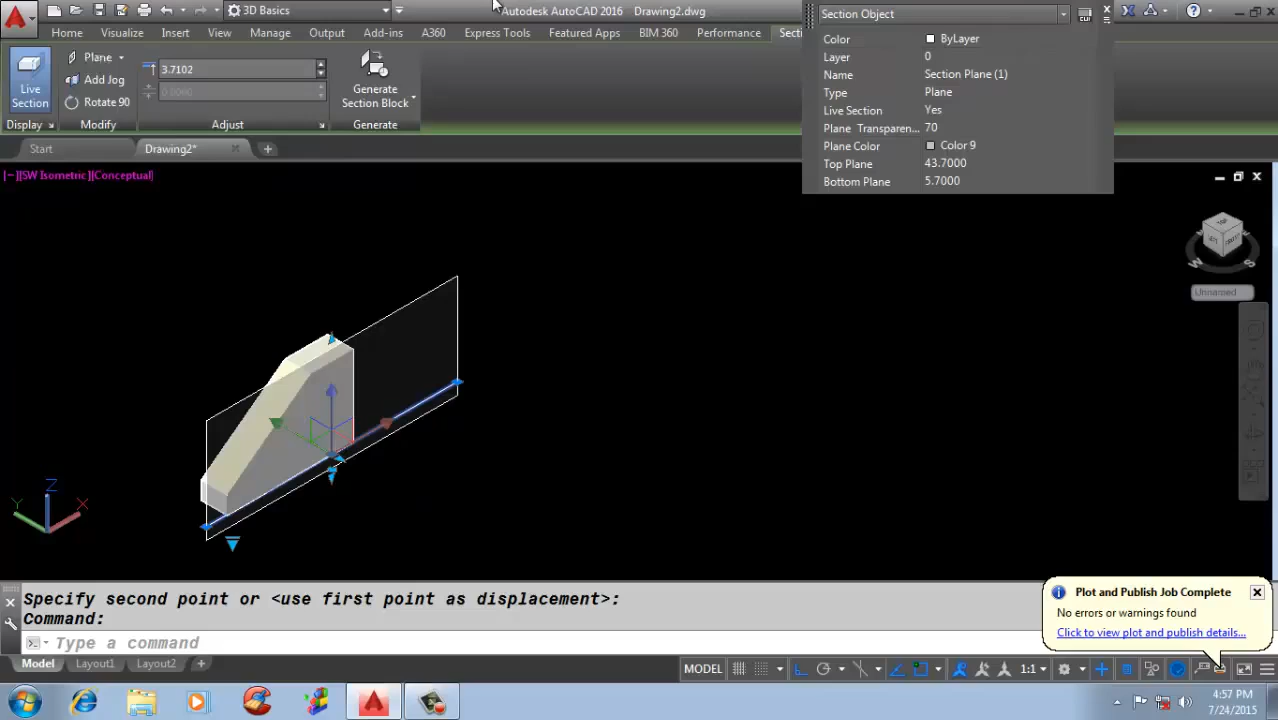 3D Basics
Autodesk AutoCAD 2016 Drawing2.dwg
Section Object
Home Visualize Insert View Manage Output Add-ins A360 Express Tools Featured Apps BIM 360 Performance Secti
Color ByLayer
Layer 0
Name Section Plane (1)
Type Plane
Live Section Yes
Plane Transparen... 70
Plane Color Color 9
Top Plane 43.7000
Bottom Plane 5.7000
Live
Section
Plane
Add Jog
Rotate 90
3.7102
0.0000
Generate
Section Block
Display Modify Adjust Generate
Start Drawing2*
[−][SW Isometric][Conceptual]
TOP
W S
Unnamed
Z
Y X
Specify second point or <use first point as displacement>:
Command:
Type a command
Plot and Publish Job Complete
No errors or warnings found
Click to view plot and publish details...
Model Layout1 Layout2
MODEL 1:1
4:57 PM
7/24/2015